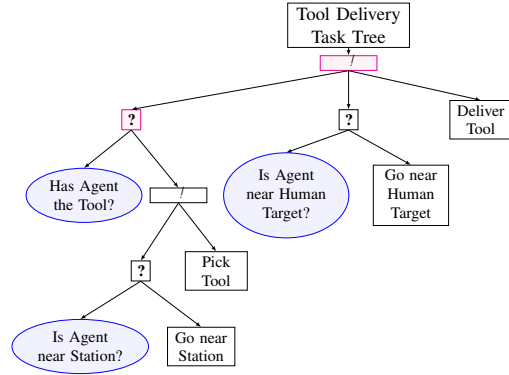 Tool Delivery
Task Tree
/
?
?
Deliver
Tool
Has Agent
the Tool?
/
Is Agent
near Human
Target?
Go near
Human
Target
?
Pick
Tool
Is Agent
near Station?
Go near
Station